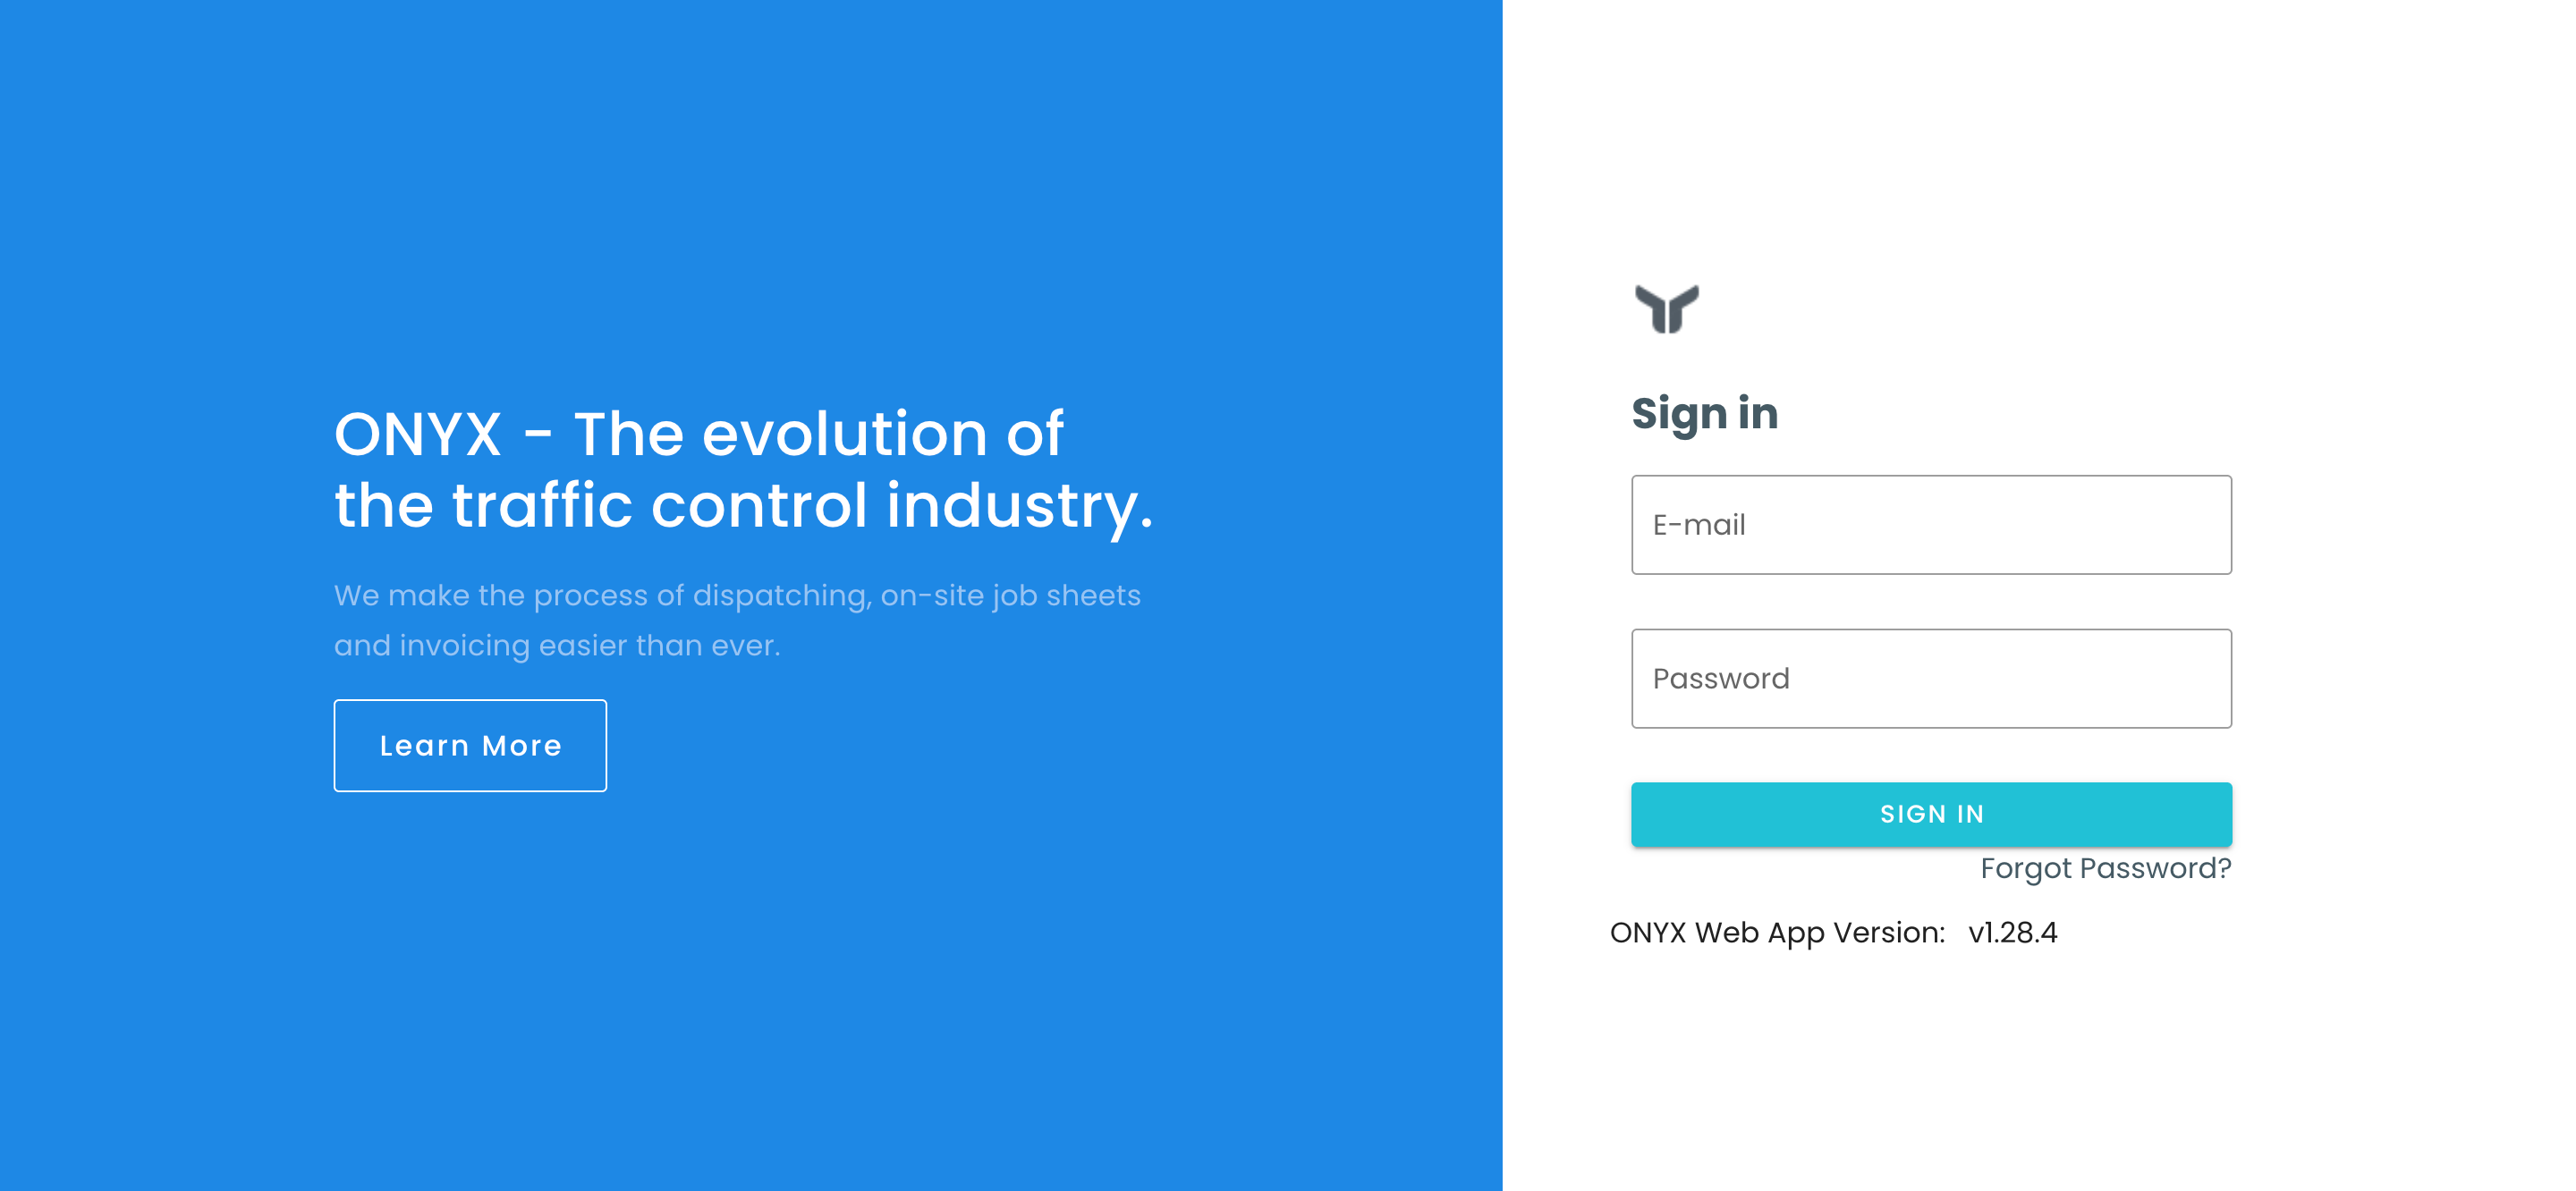 ONYX - The evolution of
the traffic control industry.
We make the process of dispatching, on-site job sheets
and invoicing easier than ever.
Learn More
Sign in
E-mail
Password
SIGN IN
Forgot Password?
ONYX Web App Version: v1.28.4